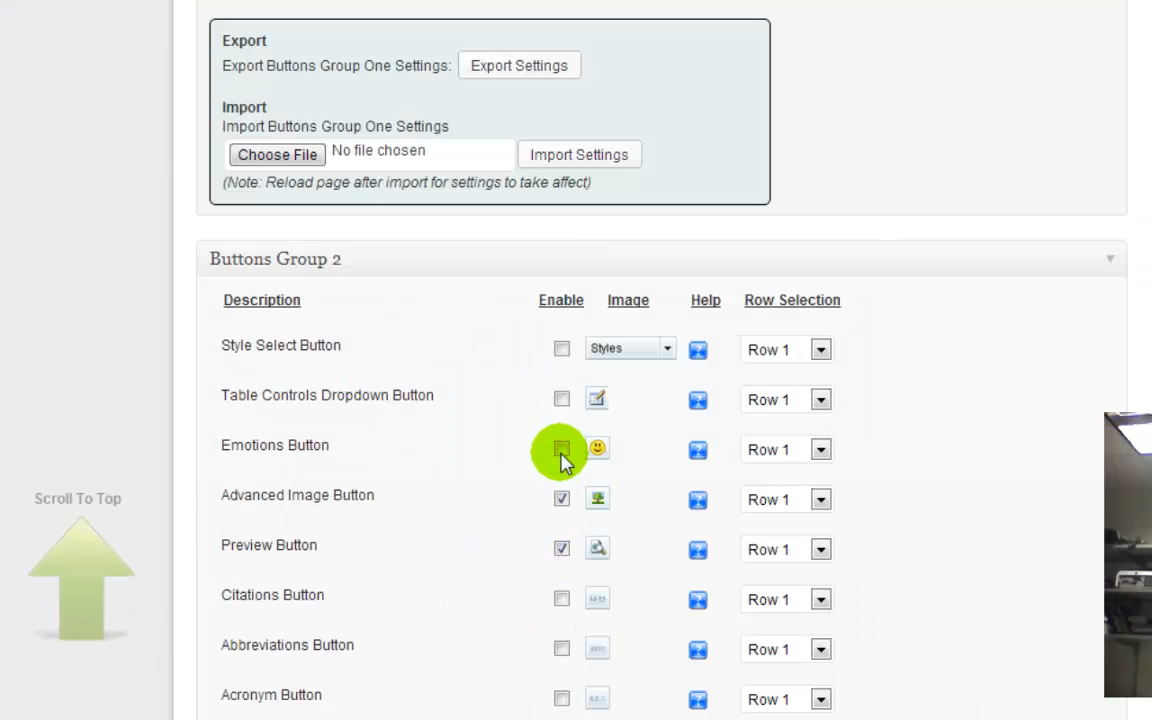 Export
Export Buttons Group One Settings: Export Settings
Import
Import Buttons Group One Settings
Choose File No file chosen Import Settings
(Note: Reload page after import for settings to take affect)
Buttons Group 2
Description Enable Image Help Row Selection
Style Select Button Styles Row 1
Table Controls Dropdown Button Row 1
Emotions Button Row 1
Advanced Image Button Row 1
Scroll To Top
Preview Button Row 1
Citations Button Row 1
Abbreviations Button Row 1
Acronym Button Row 1